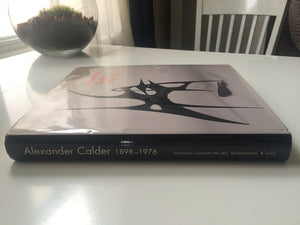 Alexander Calder 1898–1976 NATIONAL GALLERY OF ART, WASHINGTON